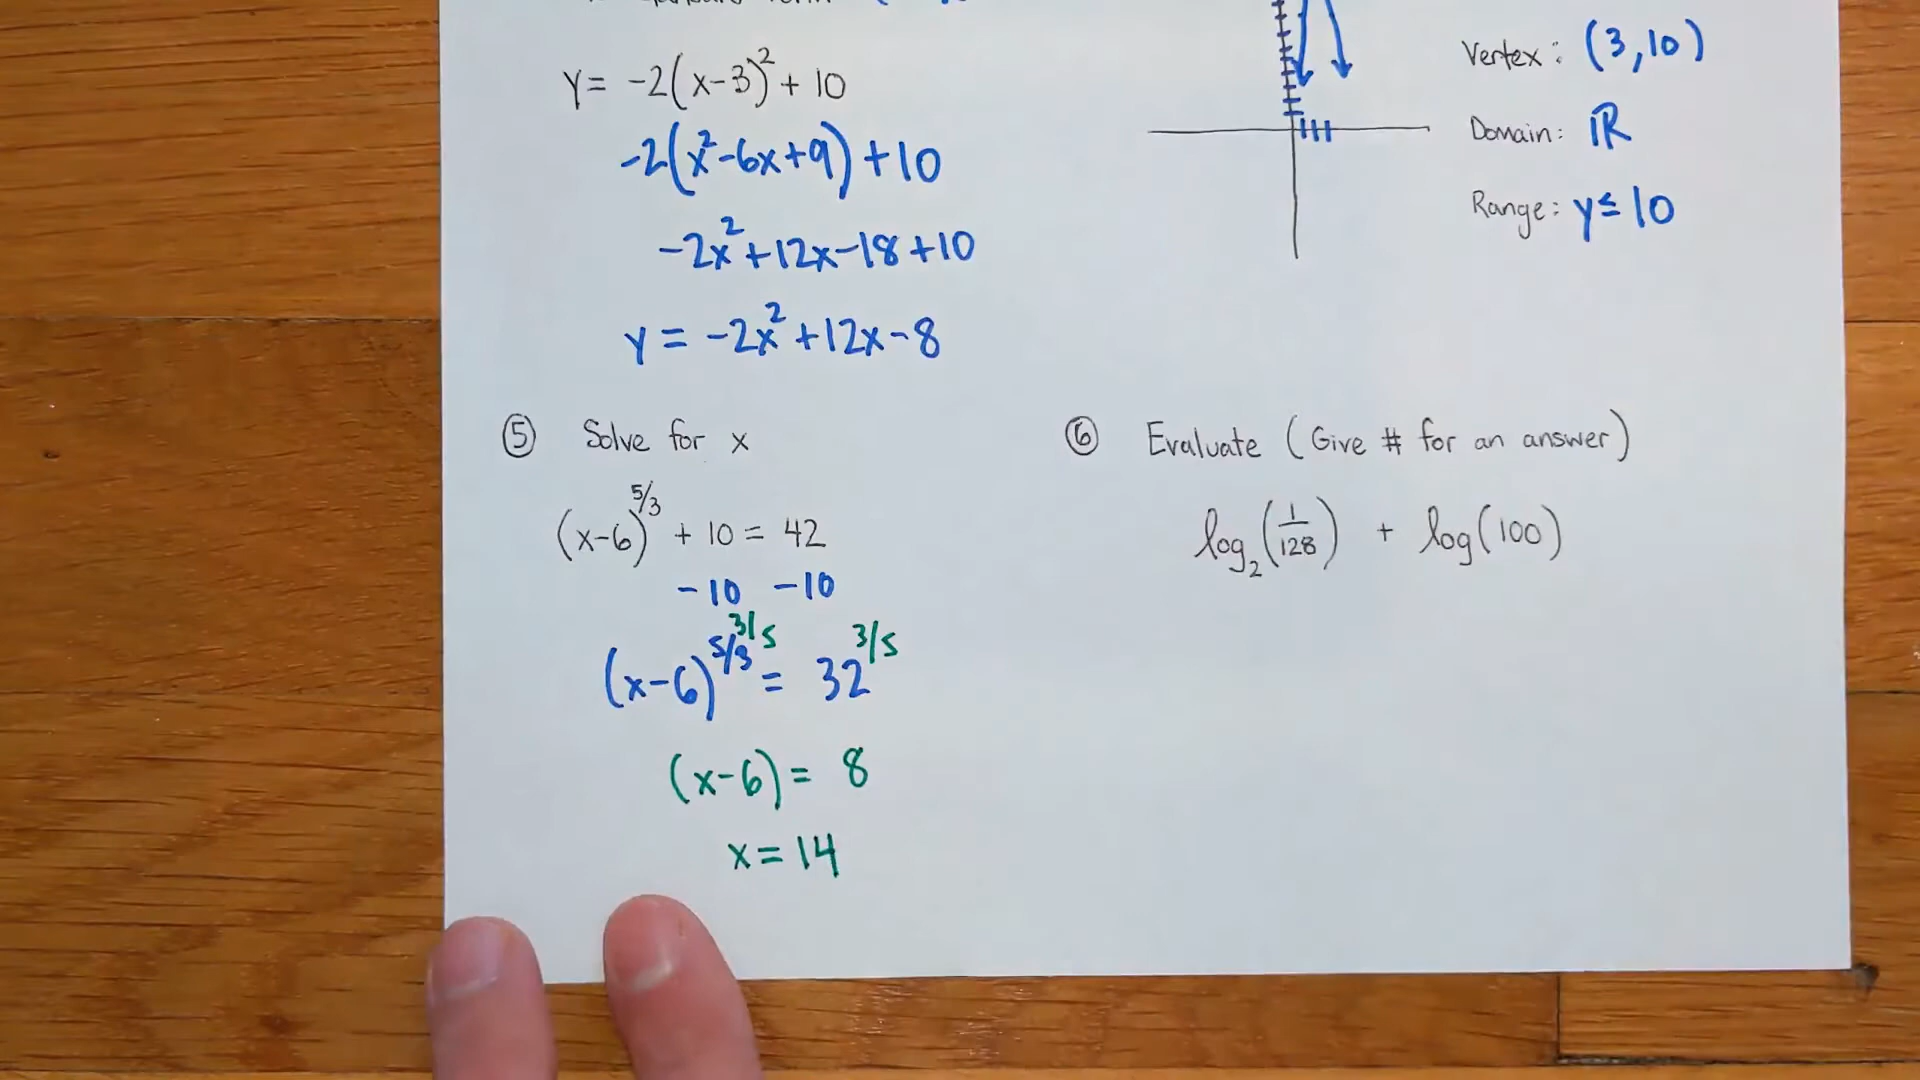 y = -2(x-3)² + 10
-2(x²-6x+9) +10
-2x²+12x-18+10
y = -2x²+12x-8
Vertex: (3,10)
Domain: ℝ
Range: y≤ 10
⑤ Solve for x
(x-6)^5/3 + 10 = 42
-10 -10
(x-6)^5/3^3/5 = 32^3/5
(x-6) = 8
x = 14
⑥ Evaluate (Give # for an answer)
log₂(1/128) + log(100)